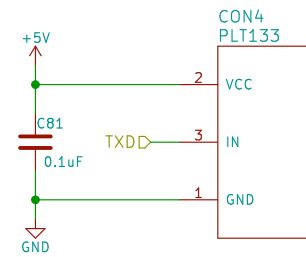 CON4
PLT133
+5V
2
VCC
C81
TXD
3
IN
0.1uF
1
GND
GND